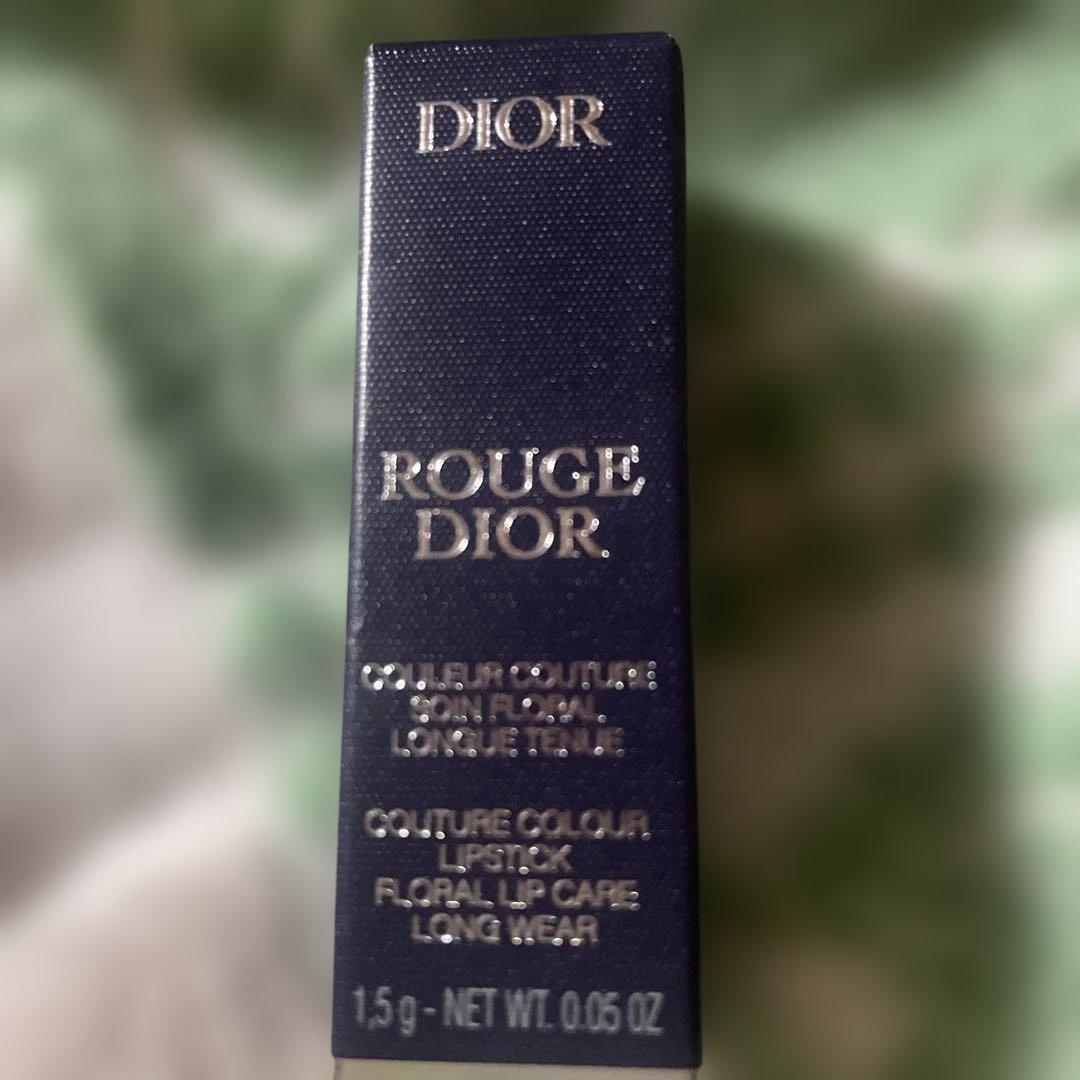 DIOR
ROUGE
DIOR
COULEUR COUTURE
SOIN FLORAL
LONGUE TENUE
COUTURE COLOUR
LIPSTICK
FLORAL LIP CARE
LONG WEAR
1,5 g - NET WT. 0.05 OZ